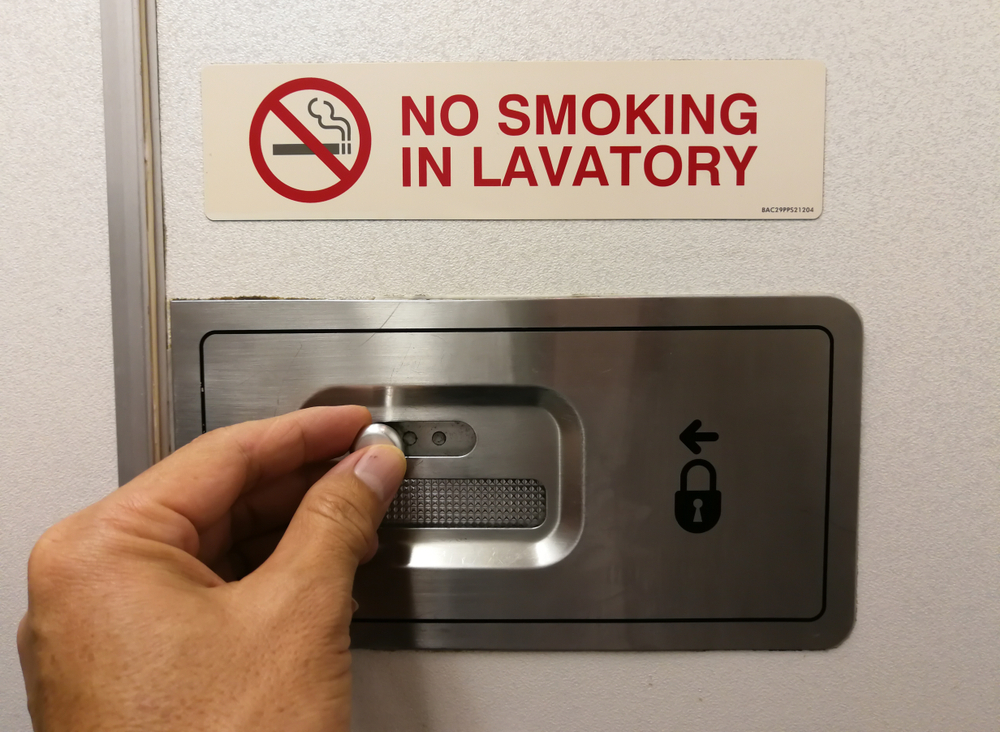 NO SMOKING
IN LAVATORY
BAC29PPS21204